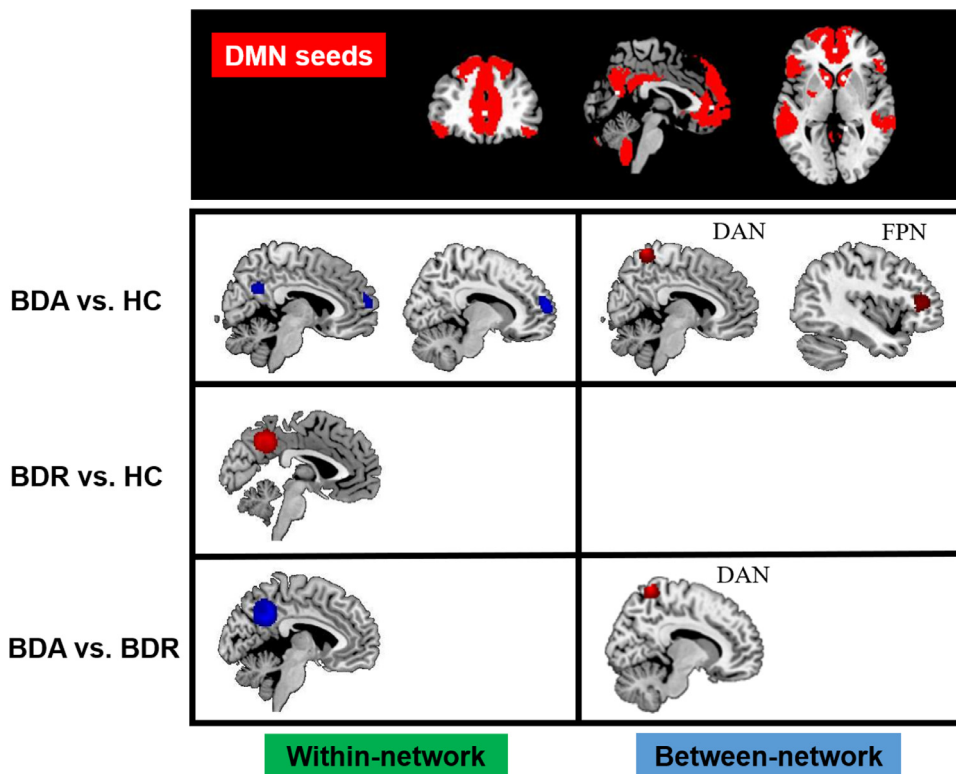 DMN seeds
DAN
FPN
BDA vs. HC
BDR vs. HC
DAN
BDA vs. BDR
Within-network
Between-network